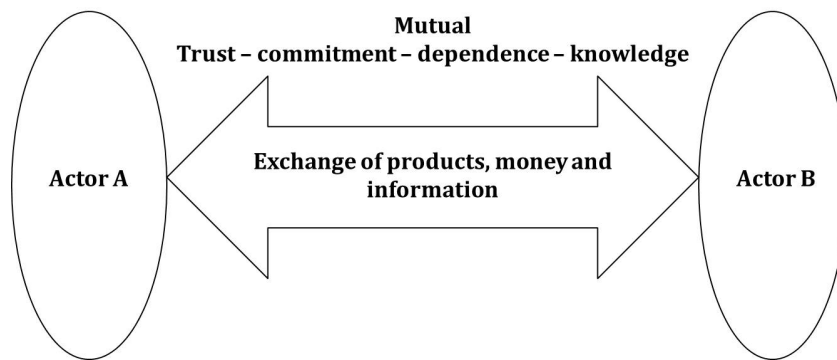 Mutual
Trust – commitment – dependence – knowledge
Exchange of products, money and
information
Actor A
Actor B